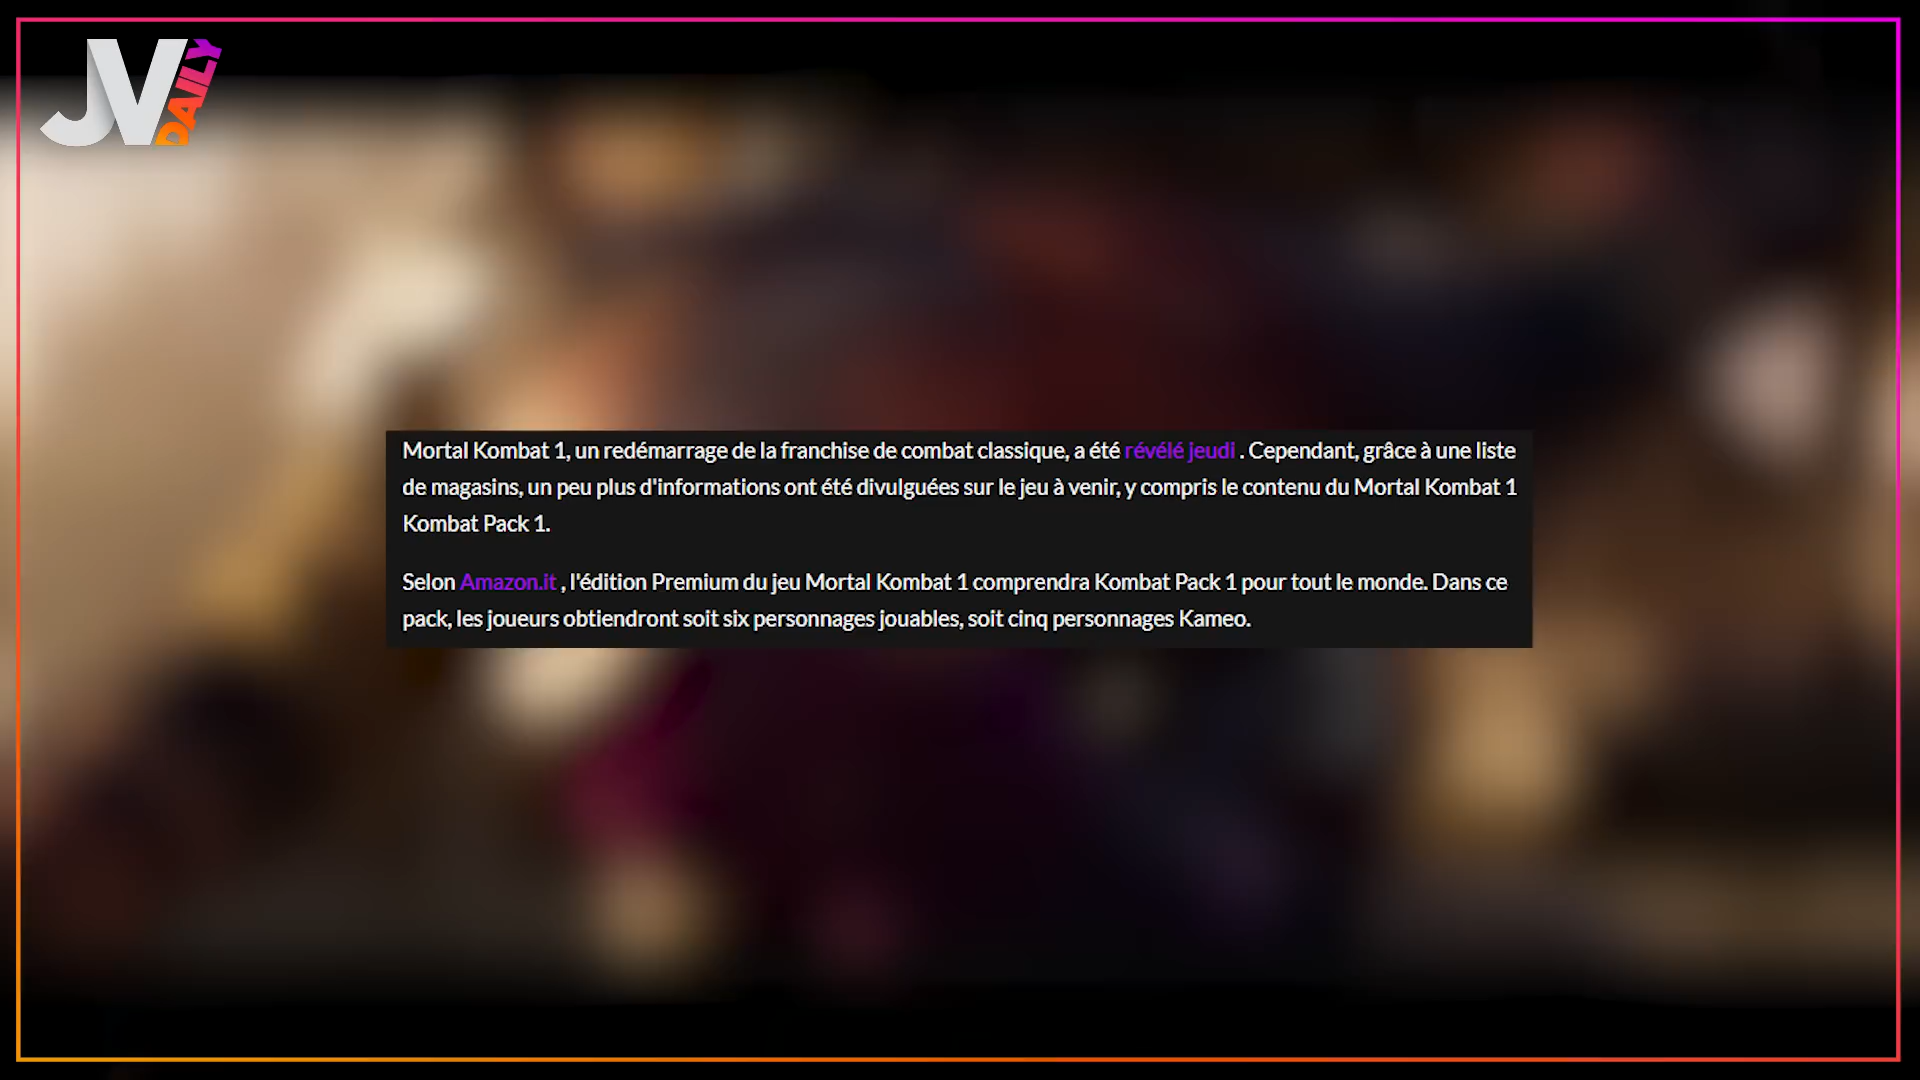 JV
DAILY
Mortal Kombat 1, un redémarrage de la franchise de combat classique, a été révélé jeudi . Cependant, grâce à une liste
de magasins, un peu plus d'informations ont été divulguées sur le jeu à venir, y compris le contenu du Mortal Kombat 1
Kombat Pack 1.
Selon Amazon.it , l'édition Premium du jeu Mortal Kombat 1 comprendra Kombat Pack 1 pour tout le monde. Dans ce
pack, les joueurs obtiendront soit six personnages jouables, soit cinq personnages Kameo.